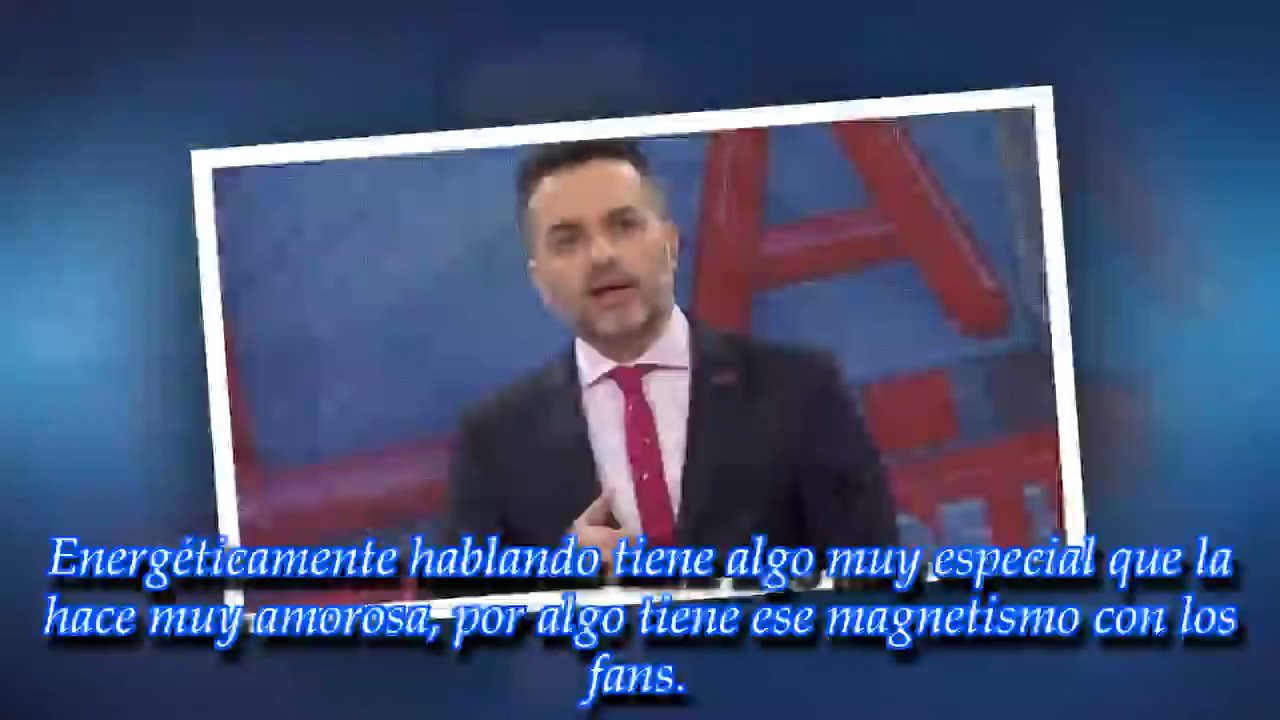 A
Energéticamente hablando tiene algo muy especial que la
hace muy amorosa, por algo tiene ese magnetismo con los
fans.